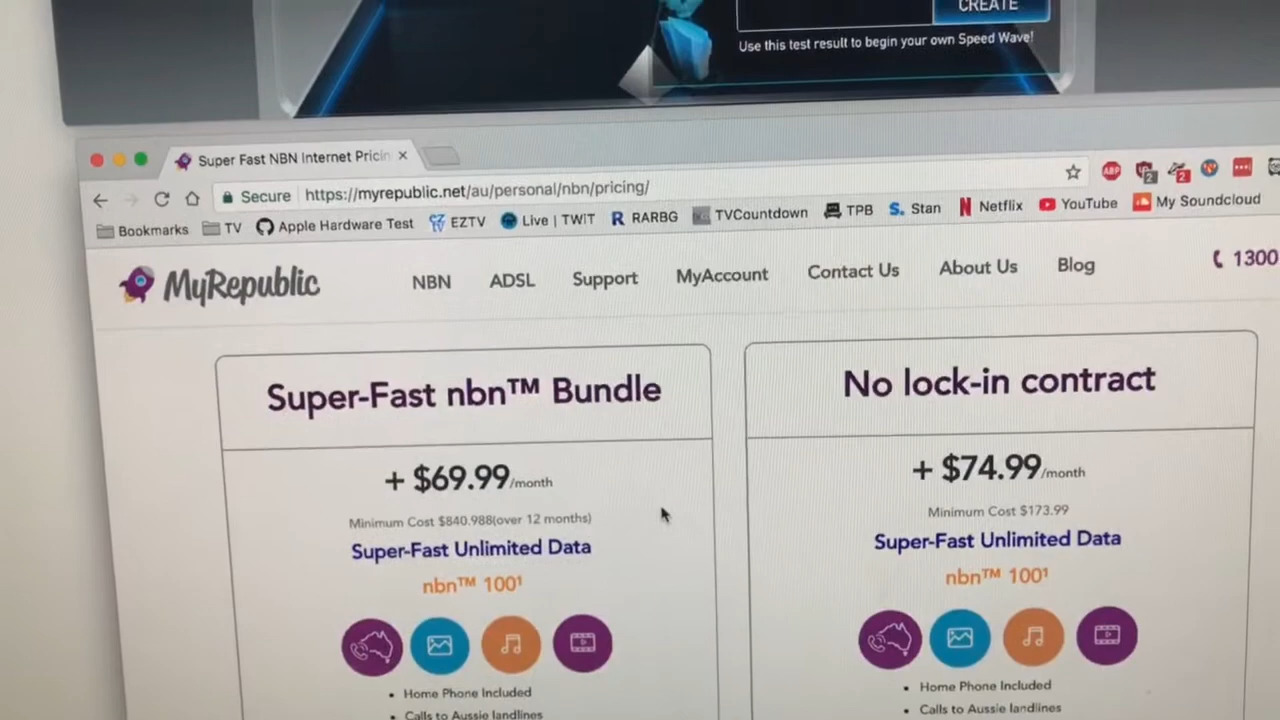 CREATE
Use this test result to begin your own Speed Wave!
Super Fast NBN Internet Pricin
Secure https://myrepublic.net/au/personal/nbn/pricing/
ABP 2 2
Bookmarks TV Apple Hardware Test EZTV Live | TWiT RARBG TVCountdown TPB Stan Netflix YouTube My Soundcloud
MyRepublic NBN ADSL Support MyAccount Contact Us About Us Blog 1300
Super-Fast nbn™ Bundle
+ $69.99/month
Minimum Cost $840.988(over 12 months)
Super-Fast Unlimited Data
nbn™ 100¹
• Home Phone Included
• Calls to Aussie landlines
No lock-in contract
+ $74.99/month
Minimum Cost $173.99
Super-Fast Unlimited Data
nbn™ 100¹
• Home Phone Included
• Calls to Aussie landlines